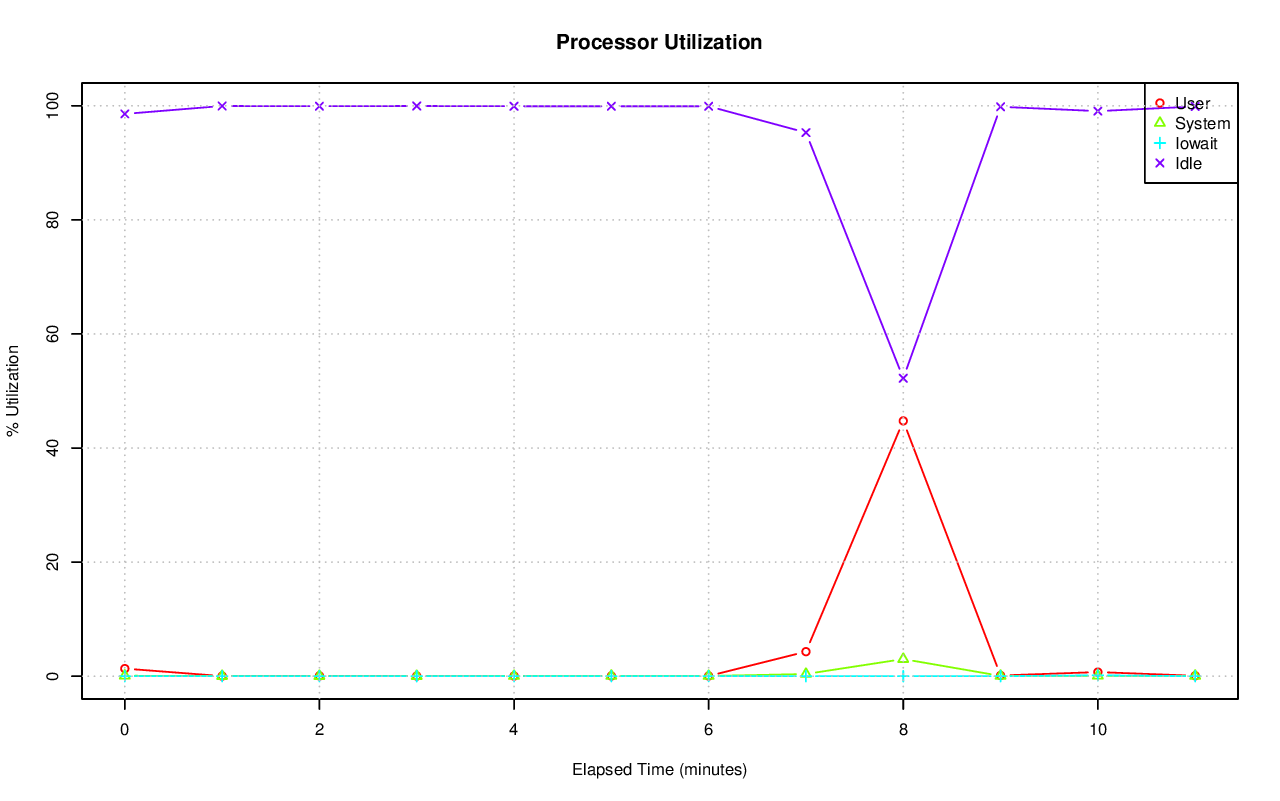 Processor Utilization
100
80
60
40
20
0
% Utilization
User
System
Iowait
Idle
0 2 4 6 8 10
Elapsed Time (minutes)